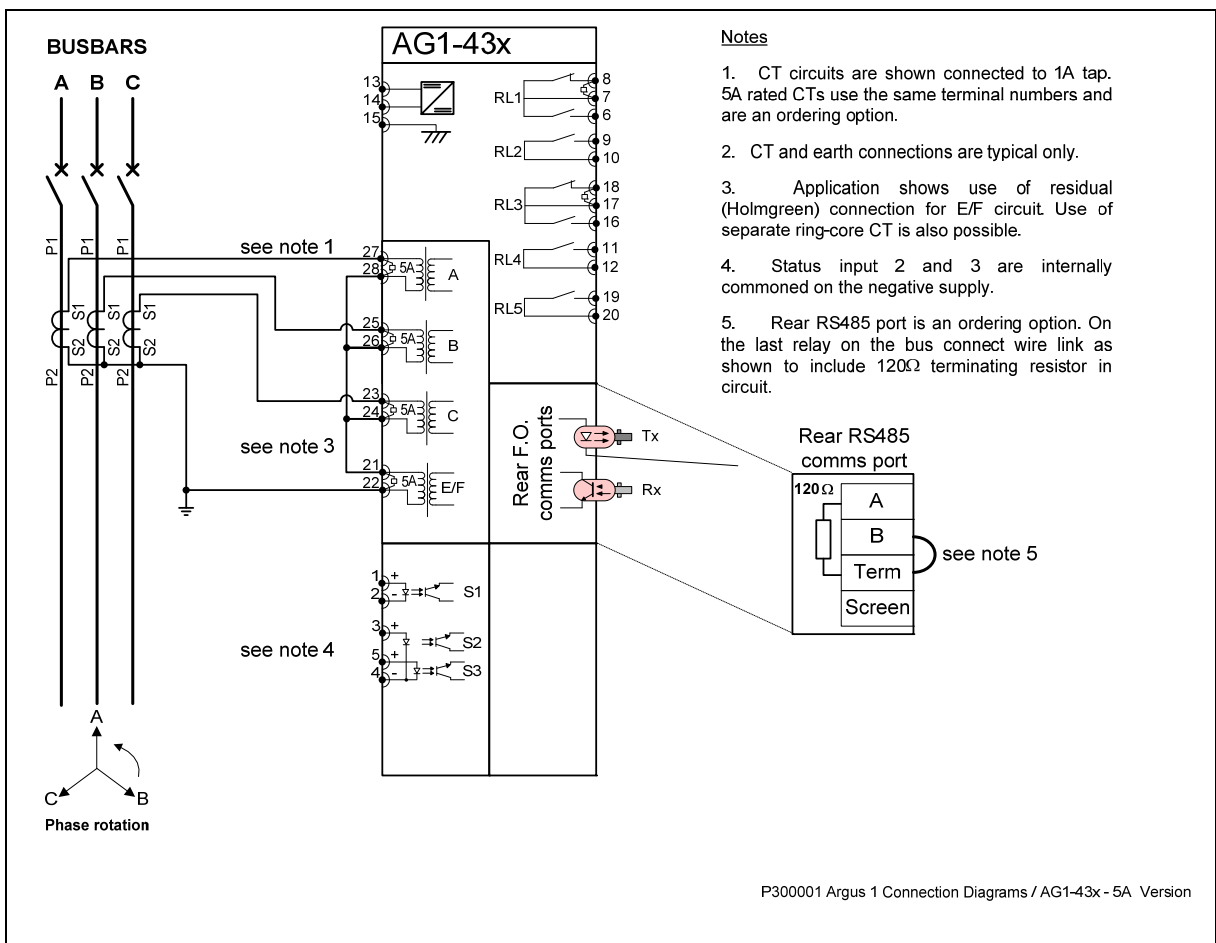 BUSBARS
A B C
AG1-43x
13
14
15
RL1
8
7
6
RL2
9
10
RL3
18
17
16
RL4
11
12
RL5
19
20
P1 P1 P1
S1 S1 S1
S2 S2 S2
P2 P2 P2
see note 1
27
28
5A
A
25
26
5A
B
23
24
5A
C
see note 3
21
22
5A
E/F
Rear F.O.
comms ports
Tx
Rx
1 +
2 -
S1
see note 4
3 +
S2
5 +
4 -
S3
A
C
B
Phase rotation
Notes
1. CT circuits are shown connected to 1A tap.
5A rated CTs use the same terminal numbers and
are an ordering option.
2. CT and earth connections are typical only.
3. Application shows use of residual
(Holmgreen) connection for E/F circuit. Use of
separate ring-core CT is also possible.
4. Status input 2 and 3 are internally
commoned on the negative supply.
5. Rear RS485 port is an ordering option. On
the last relay on the bus connect wire link as
shown to include 120Ω terminating resistor in
circuit.
Rear RS485
comms port
120Ω
A
B
Term
Screen
see note 5
P300001 Argus 1 Connection Diagrams / AG1-43x - 5A Version